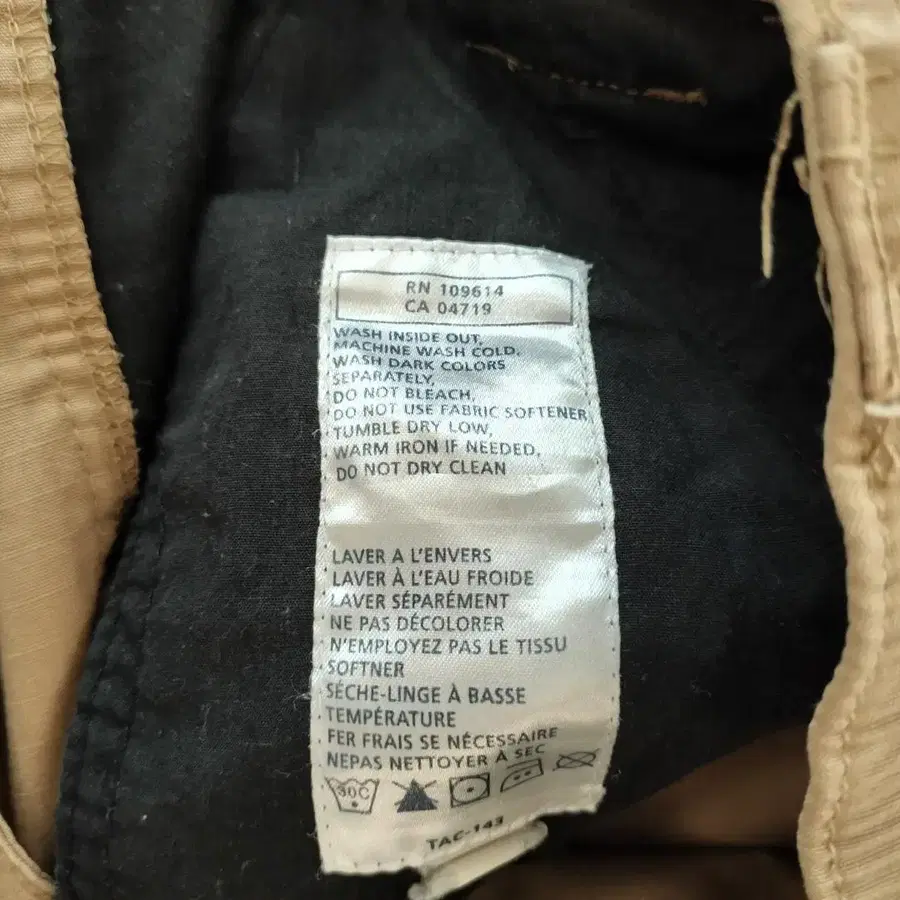 RN 109614
CA 04719
WASH INSIDE OUT,
MACHINE WASH COLD,
WASH DARK COLORS
SEPARATELY,
DO NOT BLEACH,
DO NOT USE FABRIC SOFTENER,
TUMBLE DRY LOW,
WARM IRON IF NEEDED,
DO NOT DRY CLEAN
LAVER A L'ENVERS
LAVER À L'EAU FROIDE
LAVER SÉPARÉMENT
NE PAS DÉCOLORER
N'EMPLOYEZ PAS LE TISSU
SOFTNER
SÉCHE-LINGE À BASSE
TEMPÉRATURE
FER FRAIS SE NÉCESSAIRE
NEPAS NETTOYER À SEC
30C
TAC-143